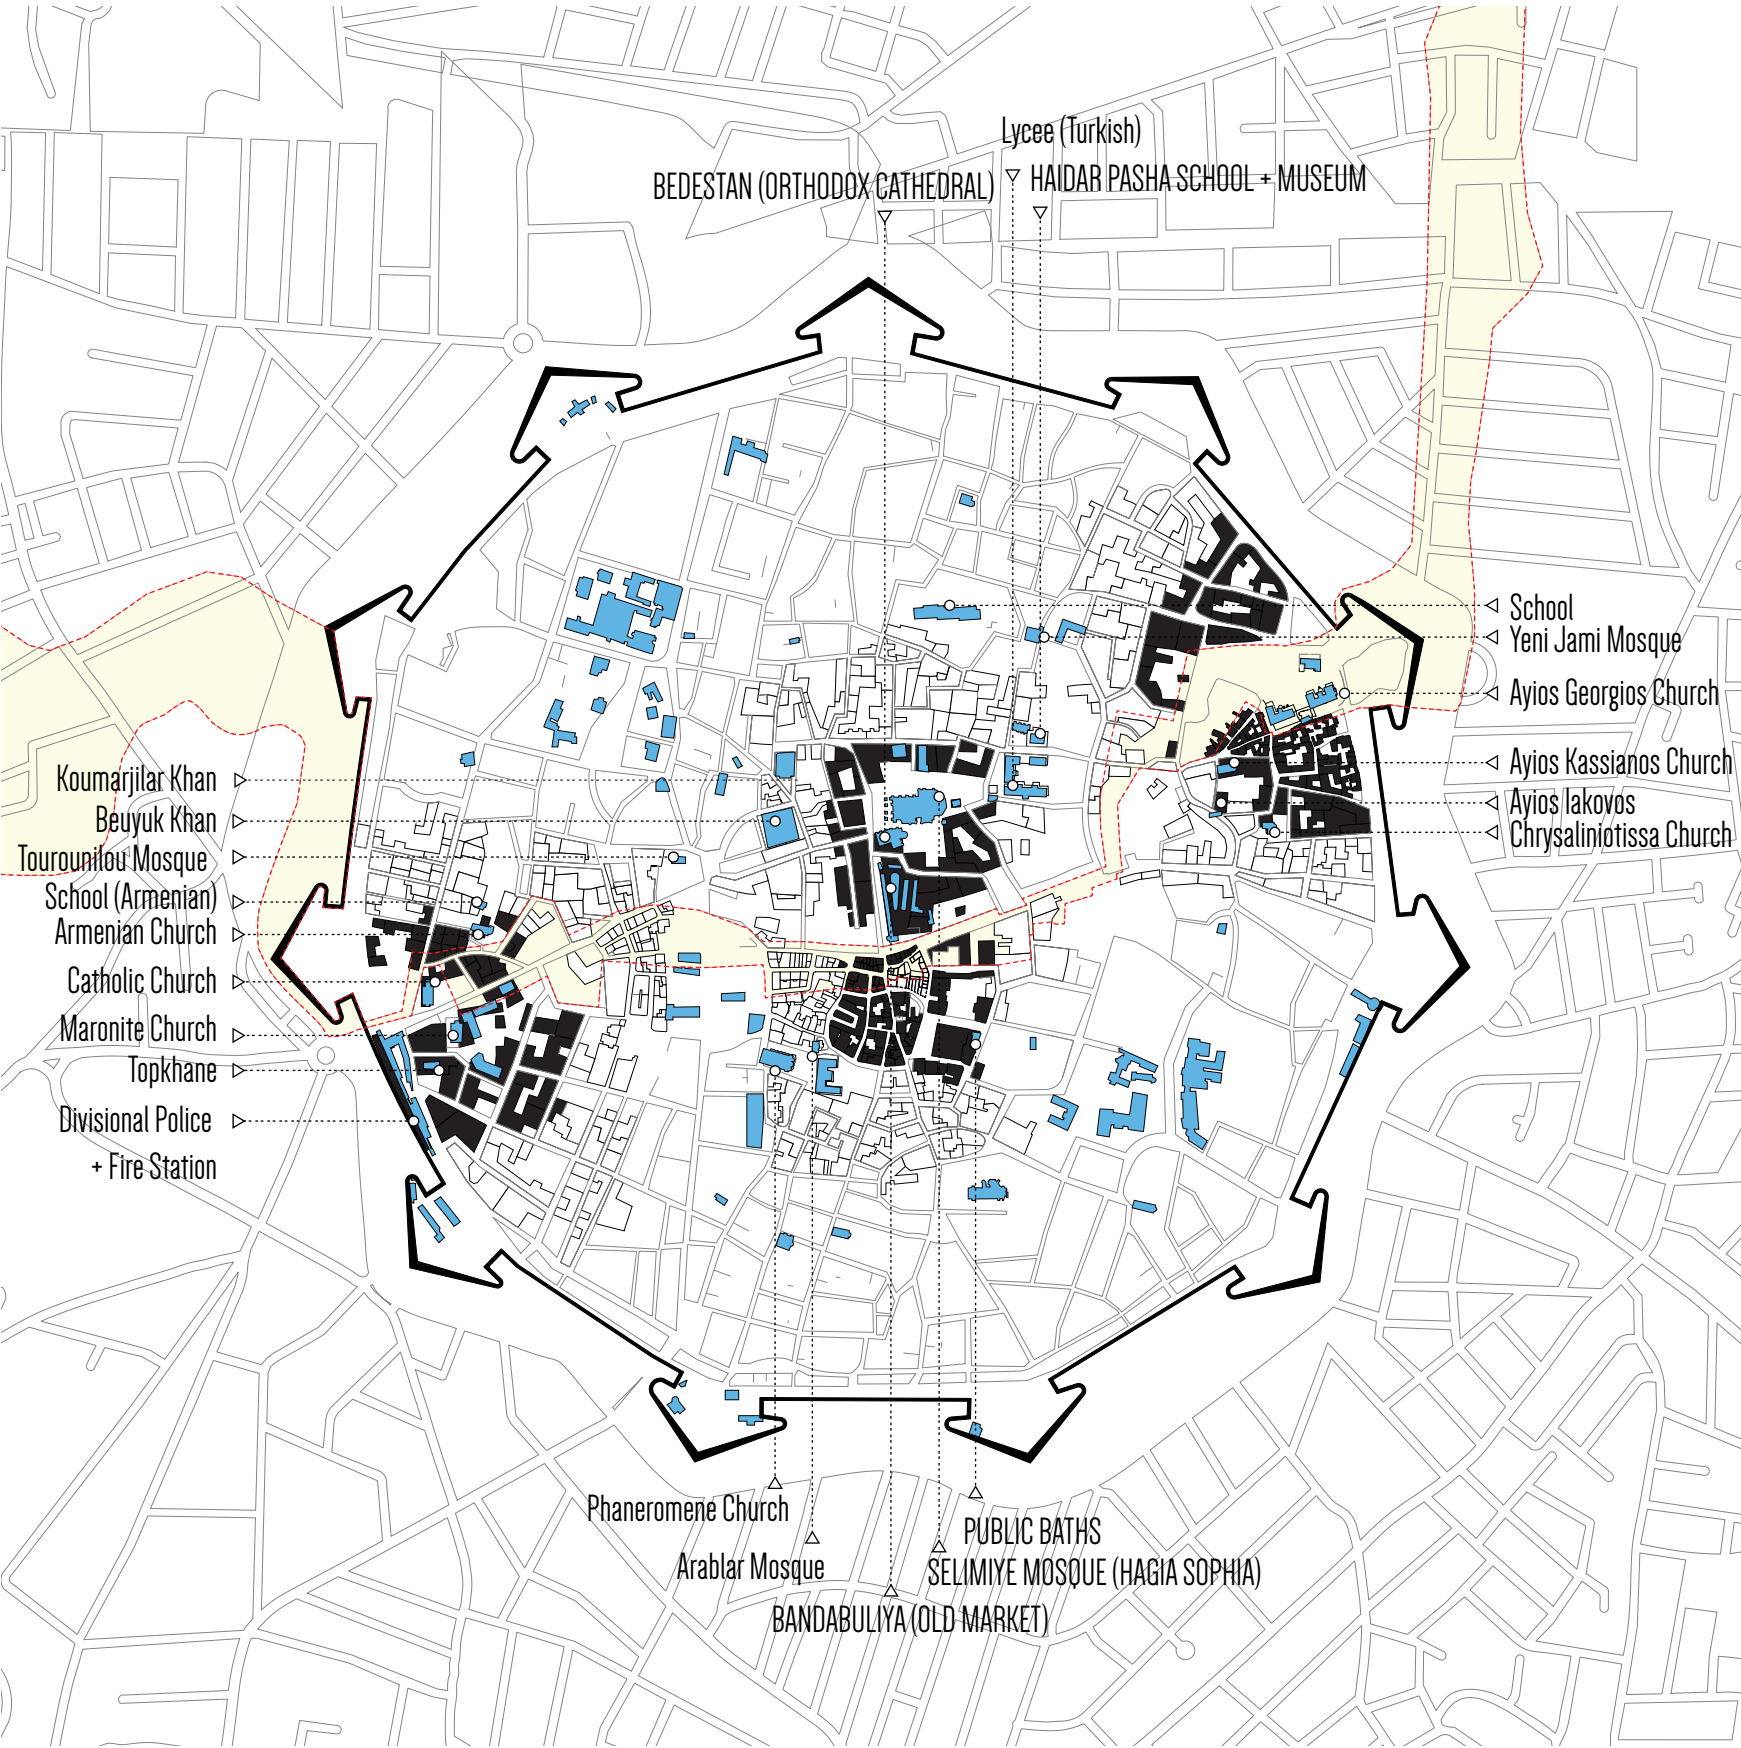 Lycee (Turkish)
BEDESTAN (ORTHODOX CATHEDRAL)
HAIDAR PASHA SCHOOL + MUSEUM
School
Yeni Jami Mosque
Ayios Georgios Church
Ayios Kassianos Church
Ayios Iakovos
Chrysaliniotissa Church
Koumarjilar Khan
Beuyuk Khan
Tourounilou Mosque
School (Armenian)
Armenian Church
Catholic Church
Maronite Church
Topkhane
Divisional Police
+ Fire Station
Phaneromene Church
Arablar Mosque
BANDABULIYA (OLD MARKET)
PUBLIC BATHS
SELIMIYE MOSQUE (HAGIA SOPHIA)